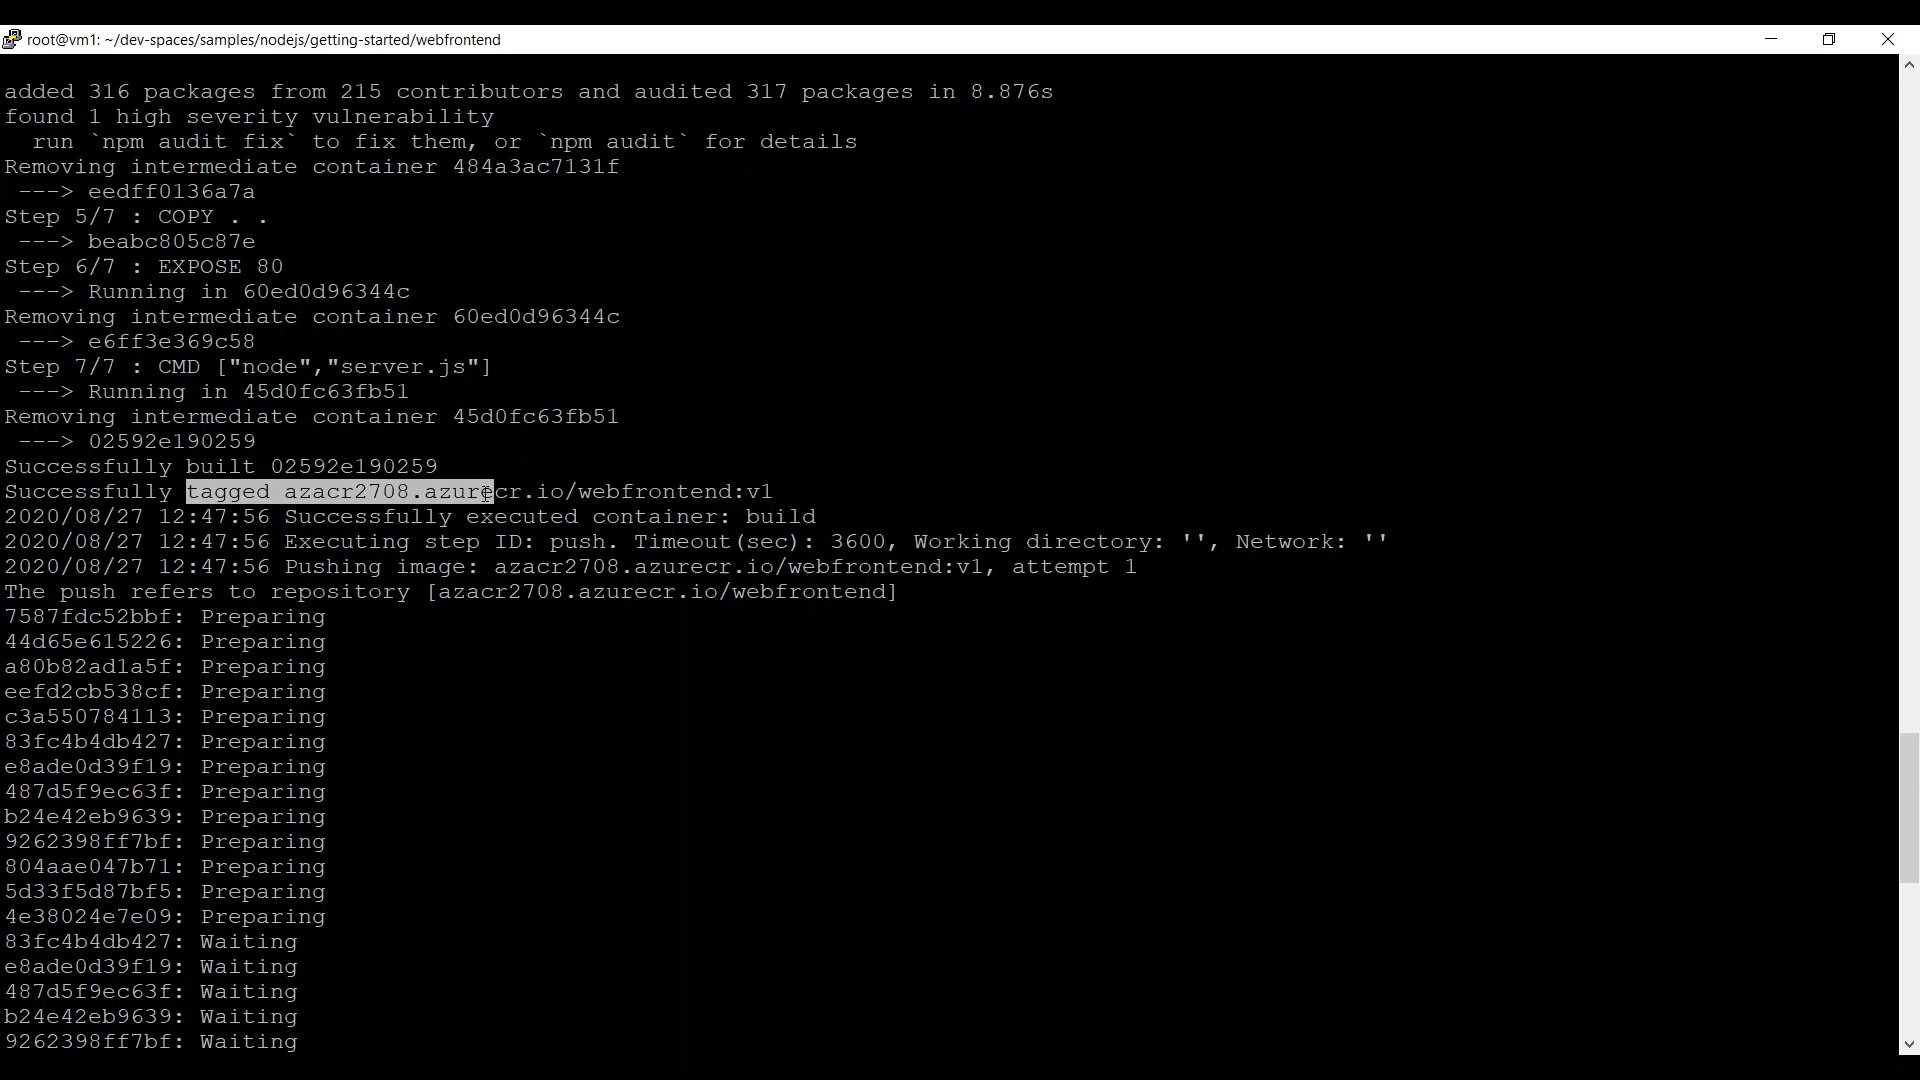 root@vm1: ~/dev-spaces/samples/nodejs/getting-started/webfrontend
added 316 packages from 215 contributors and audited 317 packages in 8.876s
found 1 high severity vulnerability
  run `npm audit fix` to fix them, or `npm audit` for details
Removing intermediate container 484a3ac7131f
 ---> eedff0136a7a
Step 5/7 : COPY . .
 ---> beabc805c87e
Step 6/7 : EXPOSE 80
 ---> Running in 60ed0d96344c
Removing intermediate container 60ed0d96344c
 ---> e6ff3e369c58
Step 7/7 : CMD ["node","server.js"]
 ---> Running in 45d0fc63fb51
Removing intermediate container 45d0fc63fb51
 ---> 02592e190259
Successfully built 02592e190259
Successfully tagged azacr2708.azurecr.io/webfrontend:v1
2020/08/27 12:47:56 Successfully executed container: build
2020/08/27 12:47:56 Executing step ID: push. Timeout(sec): 3600, Working directory: '', Network: ''
2020/08/27 12:47:56 Pushing image: azacr2708.azurecr.io/webfrontend:v1, attempt 1
The push refers to repository [azacr2708.azurecr.io/webfrontend]
7587fdc52bbf: Preparing
44d65e615226: Preparing
a80b82ad1a5f: Preparing
eefd2cb538cf: Preparing
c3a550784113: Preparing
83fc4b4db427: Preparing
e8ade0d39f19: Preparing
487d5f9ec63f: Preparing
b24e42eb9639: Preparing
9262398ff7bf: Preparing
804aae047b71: Preparing
5d33f5d87bf5: Preparing
4e38024e7e09: Preparing
83fc4b4db427: Waiting
e8ade0d39f19: Waiting
487d5f9ec63f: Waiting
b24e42eb9639: Waiting
9262398ff7bf: Waiting